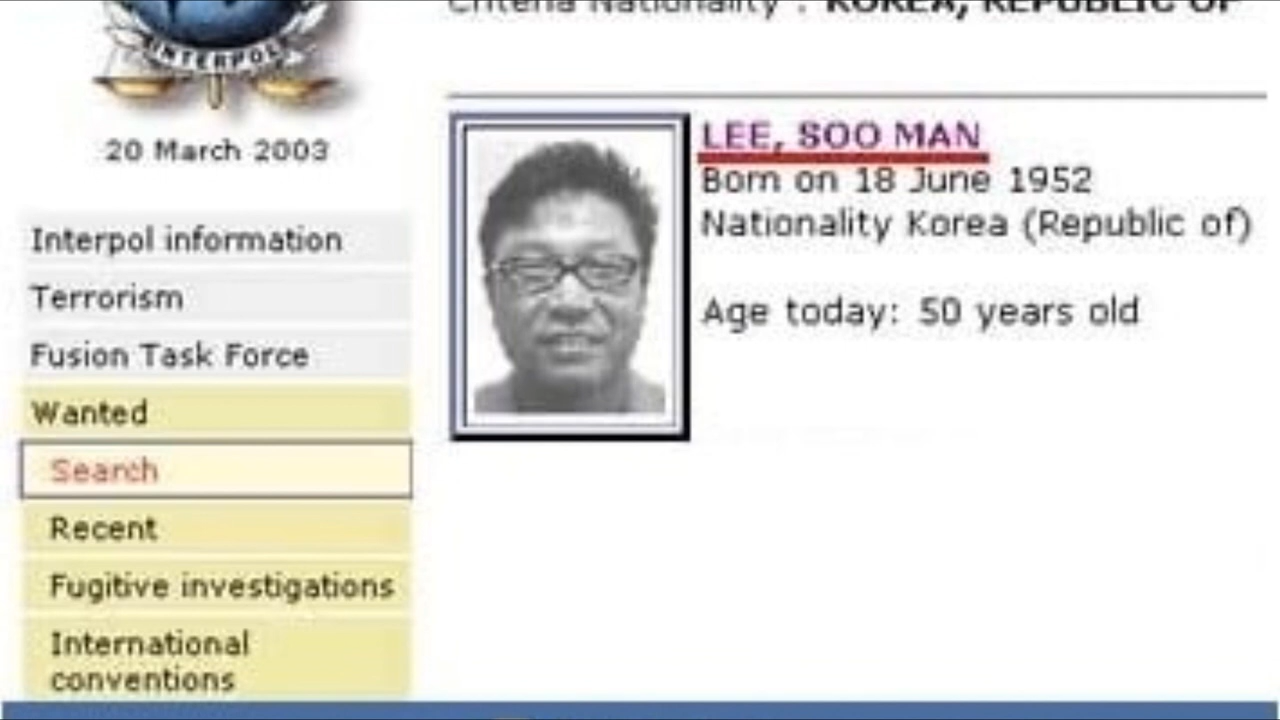 Criteria Nationality : KOREA, REPUBLIC OF
INTERPOL
20 March 2003
LEE, SOO MAN
Born on 18 June 1952
Nationality Korea (Republic of)
Age today: 50 years old
Interpol information
Terrorism
Fusion Task Force
Wanted
Search
Recent
Fugitive investigations
International
conventions